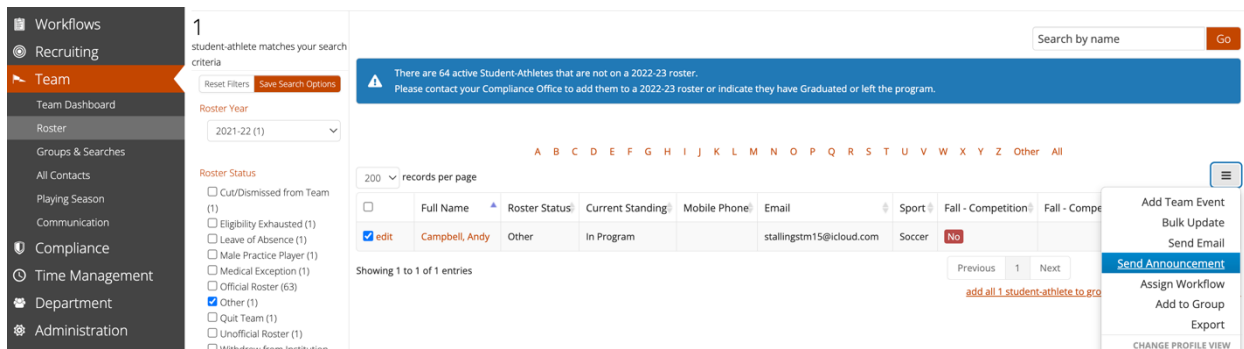 Workflows
Recruiting
Team
Team Dashboard
Roster
Groups & Searches
All Contacts
Playing Season
Communication
Compliance
Time Management
Department
Administration
1
student-athlete matches your search
criteria
Reset Filters Save Search Options
Roster Year
2021-22 (1)
Roster Status
Cut/Dismissed from Team
(1)
Eligibility Exhausted (1)
Leave of Absence (1)
Male Practice Player (1)
Medical Exception (1)
Official Roster (63)
Other (1)
Quit Team (1)
Unofficial Roster (1)
Withdrew from Institution
Search by name Go
There are 64 active Student-Athletes that are not on a 2022-23 roster.
Please contact your Compliance Office to add them to a 2022-23 roster or indicate they have Graduated or left the program.
A B C D E F G H I J K L M N O P Q R S T U V W X Y Z Other All
200 records per page
Full Name Roster Status Current Standing Mobile Phone Email Sport Fall - Competition Fall - Compe
edit Campbell, Andy Other In Program stallingstm15@icloud.com Soccer No
Showing 1 to 1 of 1 entries
Previous 1 Next
add all 1 student-athlete to gro
Add Team Event
Bulk Update
Send Email
Send Announcement
Assign Workflow
Add to Group
Export
CHANGE PROFILE VIEW